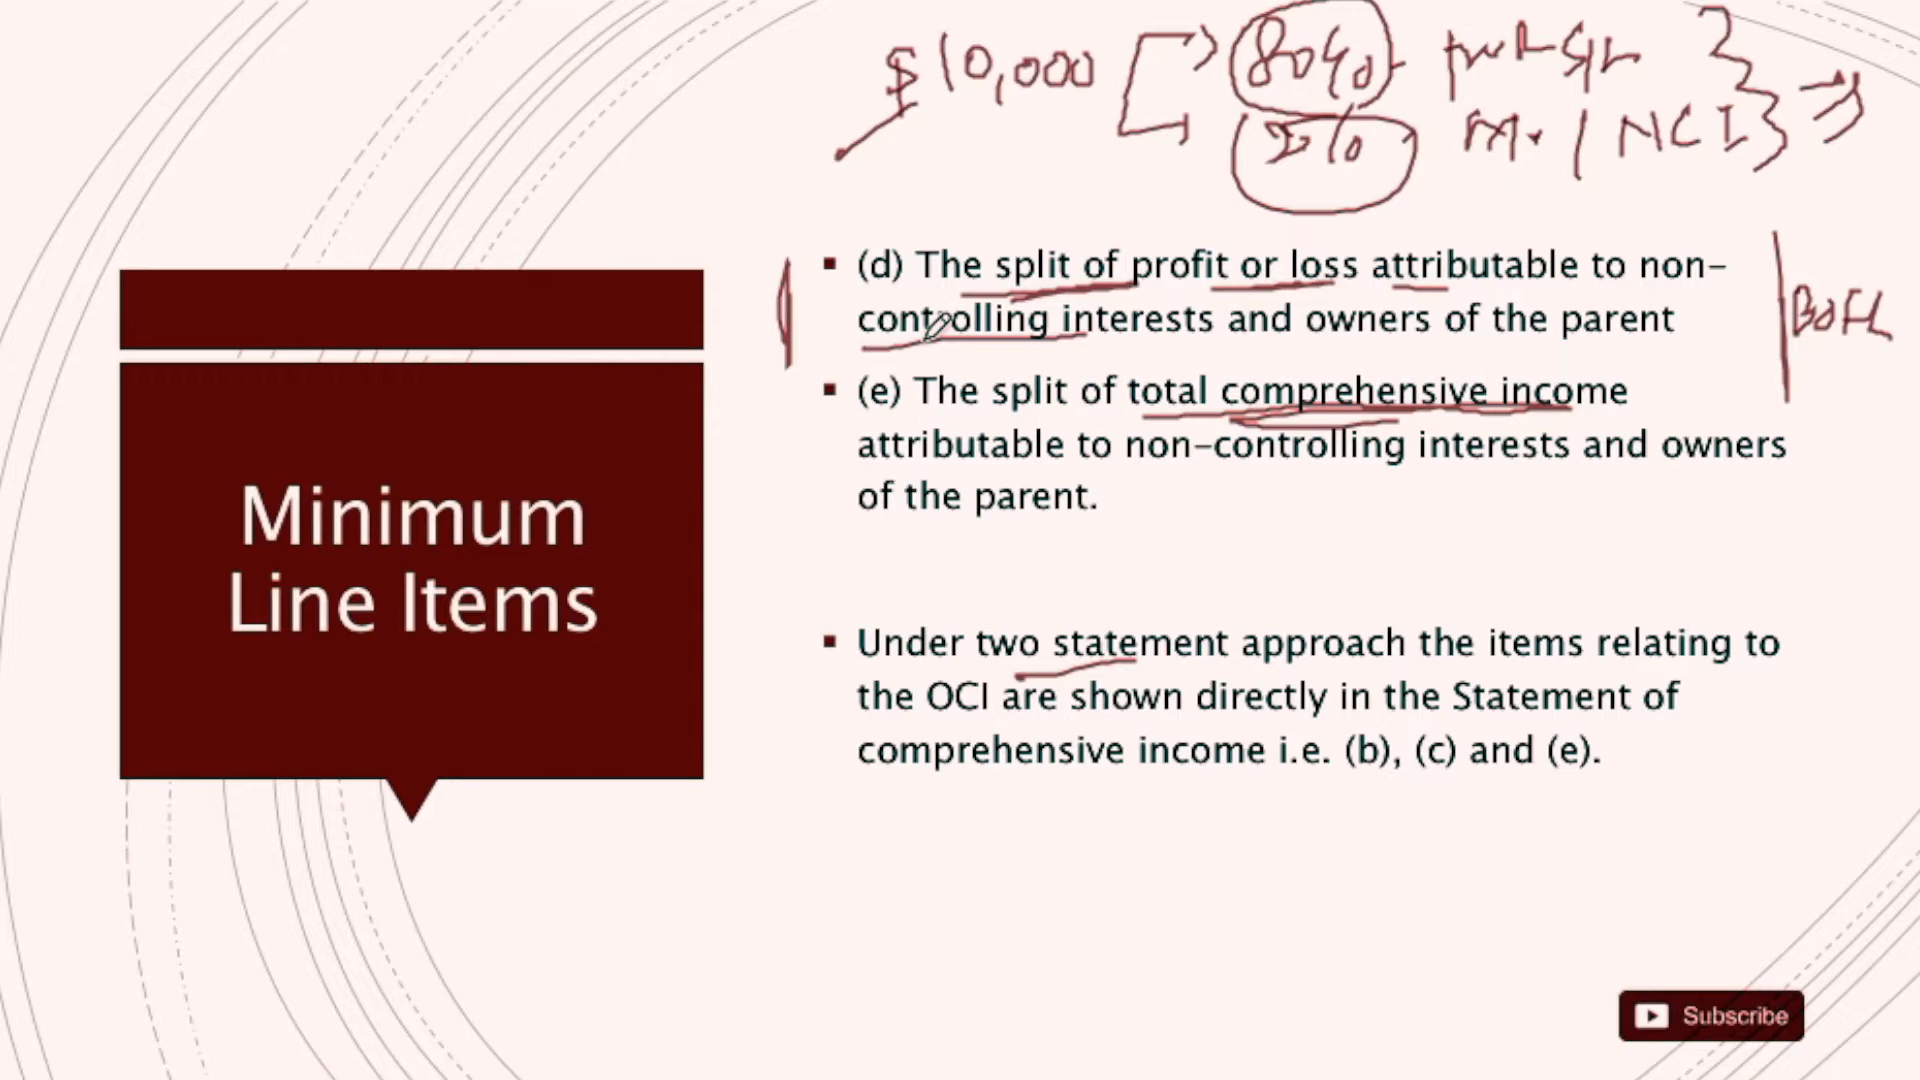 $10,000
80%
NCI
▪ (d) The split of profit or loss attributable to non-
controlling interests and owners of the parent
Both
▪ (e) The split of total comprehensive income
attributable to non-controlling interests and owners
of the parent.
Minimum
Line Items
▪ Under two statement approach the items relating to
the OCI are shown directly in the Statement of
comprehensive income i.e. (b), (c) and (e).
Subscribe